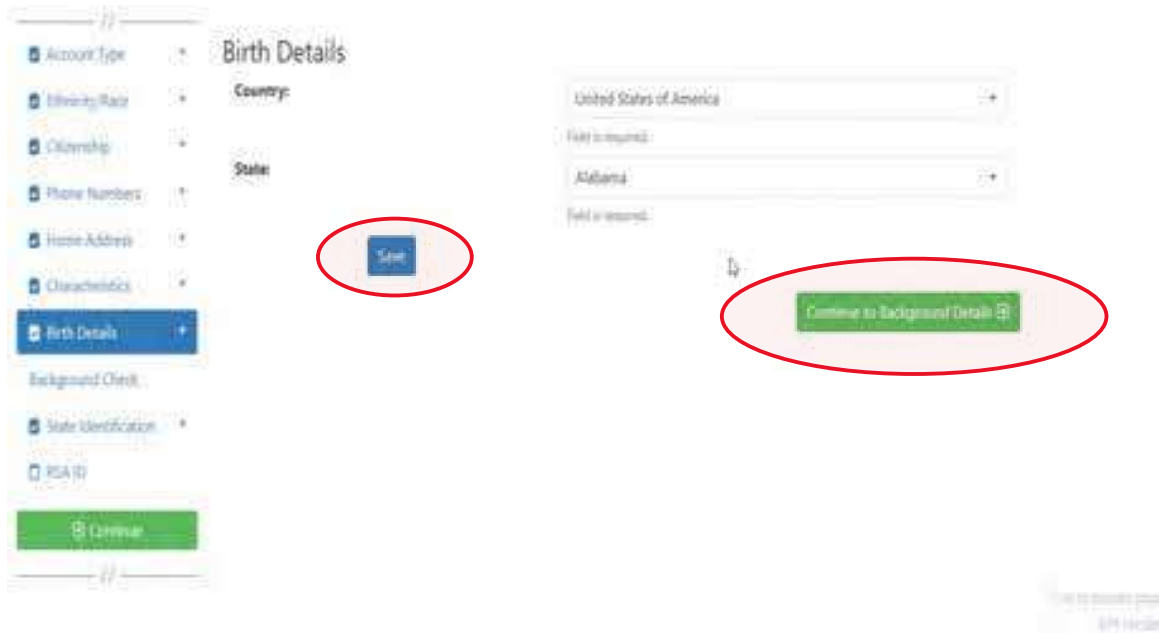 Account Type
Ethnicity/Race
Citizenship
Phone Numbers
Home Address
Characteristics
Birth Details
Background Check
State Identification
RSA ID
Continue
Birth Details
Country:
United States of America
Field is required.
State:
Alabama
Field is required.
Save
Continue to Background Details